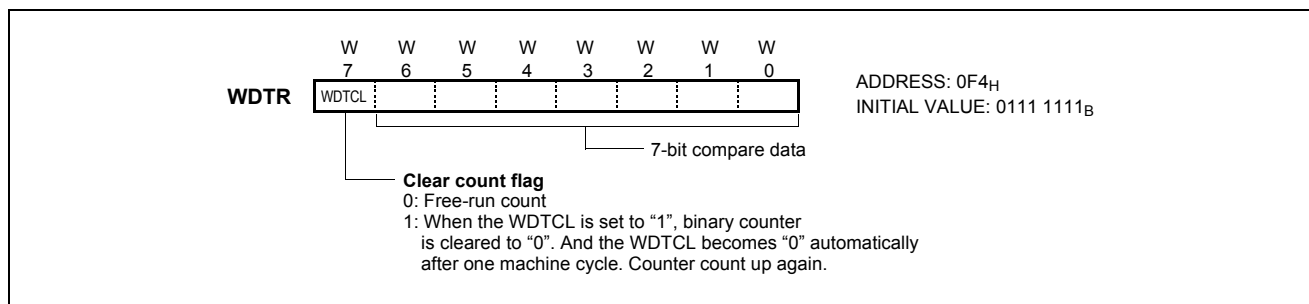 W W W W W W W W
7 6 5 4 3 2 1 0
WDTR WDTCL
ADDRESS: 0F4H
INITIAL VALUE: 0111 1111B
7-bit compare data
Clear count flag
0: Free-run count
1: When the WDTCL is set to “1”, binary counter
is cleared to “0”. And the WDTCL becomes “0” automatically
after one machine cycle. Counter count up again.